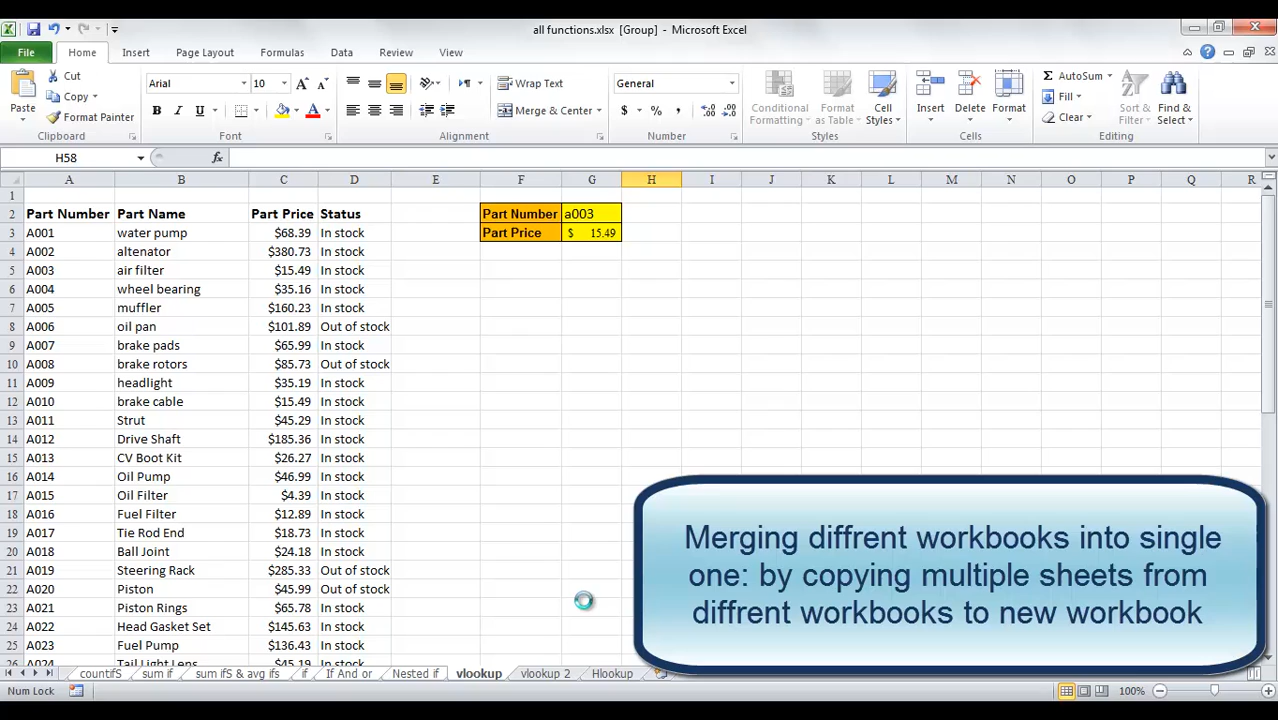 all functions.xlsx [Group] - Microsoft Excel
File Home Insert Page Layout Formulas Data Review View
Paste Cut Copy Format Painter Clipboard
Arial 10 A A B I U A Font
Wrap Text Merge & Center Alignment
General $ % , .0 .00 .00 .0 Number
Conditional Formatting Format as Table Cell Styles Styles
Insert Delete Format Cells
Σ AutoSum Fill Clear Sort & Filter Find & Select Editing
H58 fx
A B C D E F G H I J K L M N O P Q R
1
2 Part Number Part Name Part Price Status Part Number a003
3 A001 water pump $68.39 In stock Part Price $ 15.49
4 A002 altenator $380.73 In stock
5 A003 air filter $15.49 In stock
6 A004 wheel bearing $35.16 In stock
7 A005 muffler $160.23 In stock
8 A006 oil pan $101.89 Out of stock
9 A007 brake pads $65.99 In stock
10 A008 brake rotors $85.73 Out of stock
11 A009 headlight $35.19 In stock
12 A010 brake cable $15.49 In stock
13 A011 Strut $45.29 In stock
14 A012 Drive Shaft $185.36 In stock
15 A013 CV Boot Kit $26.27 In stock
16 A014 Oil Pump $46.99 In stock
17 A015 Oil Filter $4.39 In stock
18 A016 Fuel Filter $12.89 In stock
19 A017 Tie Rod End $18.73 In stock
20 A018 Ball Joint $24.18 In stock
21 A019 Steering Rack $285.33 Out of stock
22 A020 Piston $45.99 Out of stock
23 A021 Piston Rings $65.78 In stock
24 A022 Head Gasket Set $145.63 In stock
25 A023 Fuel Pump $136.43 In stock
26 A024 Tail Light Lens $45.19 In stock
Merging diffrent workbooks into single
one: by copying multiple sheets from
diffrent workbooks to new workbook
countifS sum if sum ifS & avg ifs if If And or Nested if vlookup vlookup 2 Hlookup
Num Lock 100%